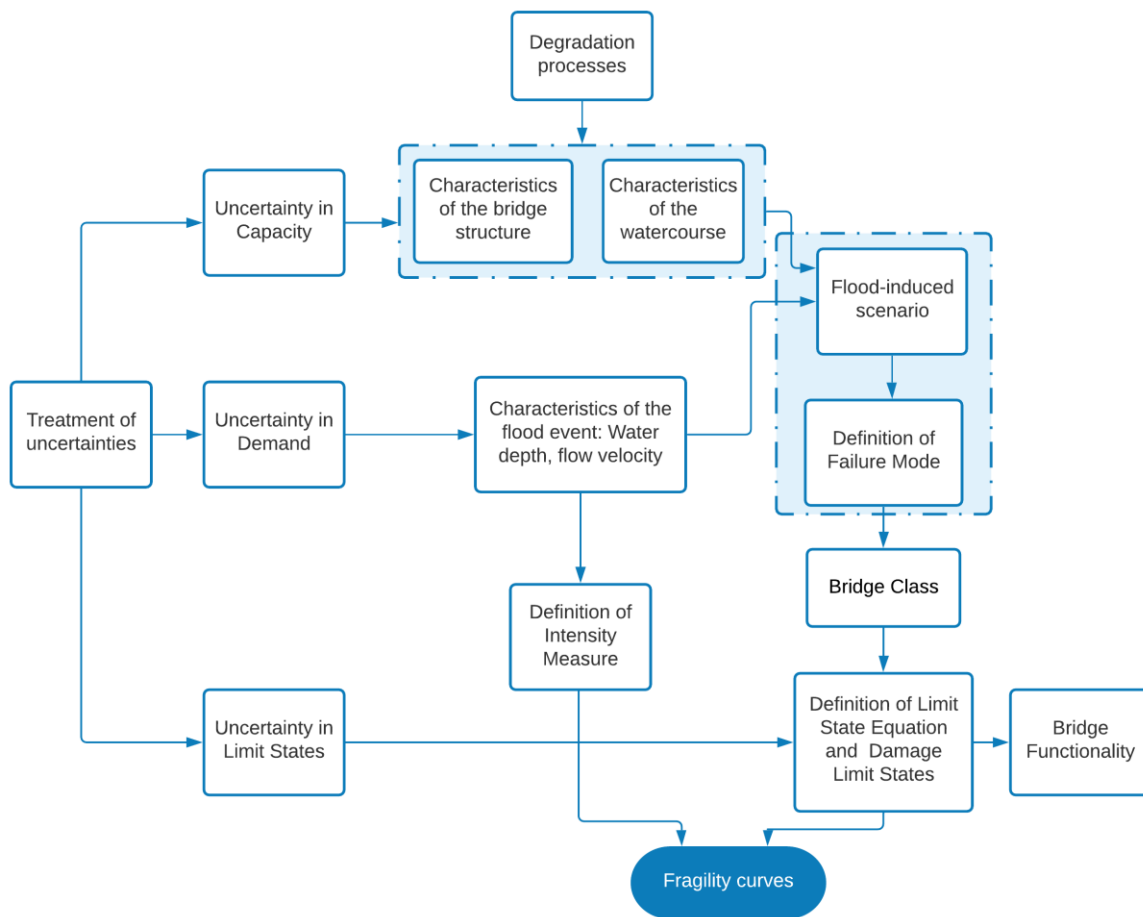 Degradation
processes
Characteristics
of the bridge
structure
Characteristics
of the
watercourse
Uncertainty in
Capacity
Flood-induced
scenario
Treatment of
uncertainties
Uncertainty in
Demand
Characteristics of the
flood event: Water
depth, flow velocity
Definition of
Failure Mode
Bridge Class
Definition of
Intensity
Measure
Uncertainty in
Limit States
Definition of Limit
State Equation
and Damage
Limit States
Bridge
Functionality
Fragility curves